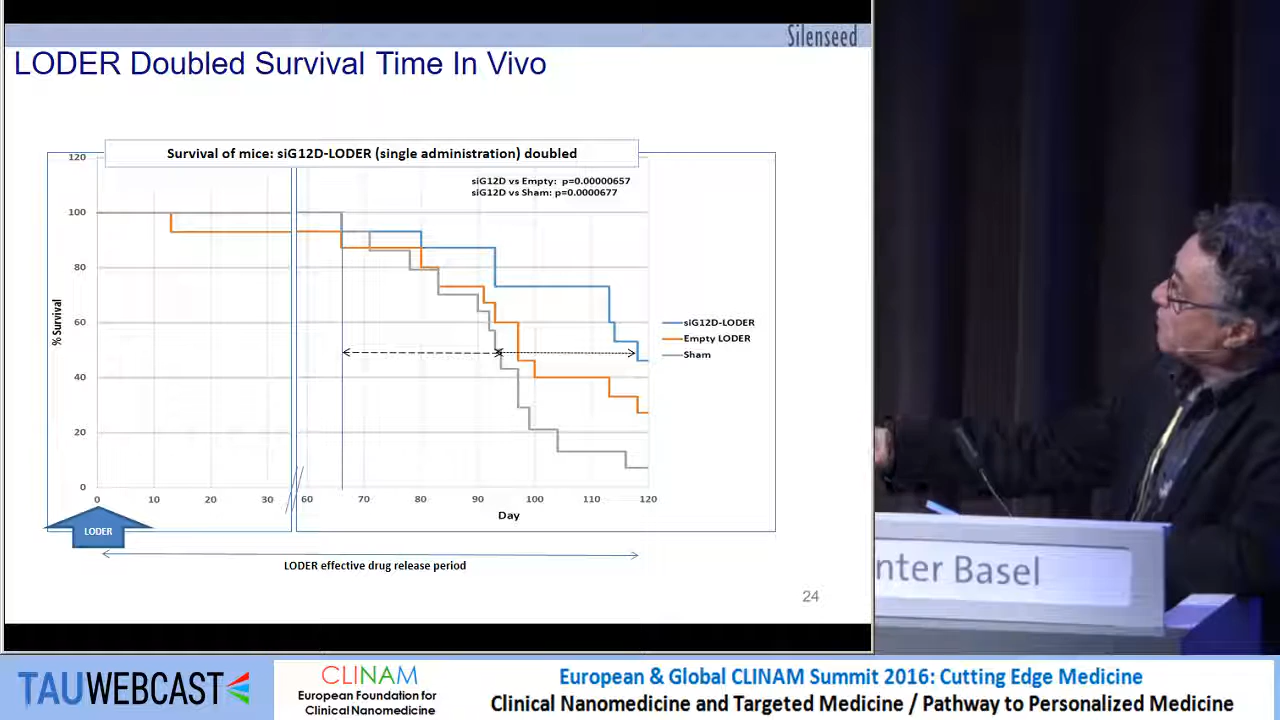 Silenseed
LODER Doubled Survival Time In Vivo
Survival of mice: siG12D-LODER (single administration) doubled
siG12D vs Empty: p=0.00000657
siG12D vs Sham: p=0.0000677
120
100
80
60
40
20
0
% Survival
0 10 20 30 60 70 80 90 100 110 120
Day
siG12D-LODER
Empty LODER
Sham
LODER
LODER effective drug release period
24
nter Basel
TAUWEBCAST
CLINAM
European Foundation for
Clinical Nanomedicine
European & Global CLINAM Summit 2016: Cutting Edge Medicine
Clinical Nanomedicine and Targeted Medicine / Pathway to Personalized Medicine